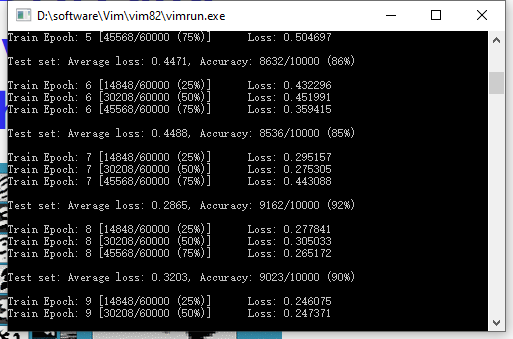 D:\software\Vim\vim82\vimrun.exe
Train Epoch: 5 [45568/60000 (75%)]	Loss: 0.504697
Test set: Average loss: 0.4471, Accuracy: 8632/10000 (86%)
Train Epoch: 6 [14848/60000 (25%)]	Loss: 0.432296
Train Epoch: 6 [30208/60000 (50%)]	Loss: 0.451991
Train Epoch: 6 [45568/60000 (75%)]	Loss: 0.359415
Test set: Average loss: 0.4488, Accuracy: 8536/10000 (85%)
Train Epoch: 7 [14848/60000 (25%)]	Loss: 0.295157
Train Epoch: 7 [30208/60000 (50%)]	Loss: 0.275305
Train Epoch: 7 [45568/60000 (75%)]	Loss: 0.443088
Test set: Average loss: 0.2865, Accuracy: 9162/10000 (92%)
Train Epoch: 8 [14848/60000 (25%)]	Loss: 0.277841
Train Epoch: 8 [30208/60000 (50%)]	Loss: 0.305033
Train Epoch: 8 [45568/60000 (75%)]	Loss: 0.265172
Test set: Average loss: 0.3203, Accuracy: 9023/10000 (90%)
Train Epoch: 9 [14848/60000 (25%)]	Loss: 0.246075
Train Epoch: 9 [30208/60000 (50%)]	Loss: 0.247371